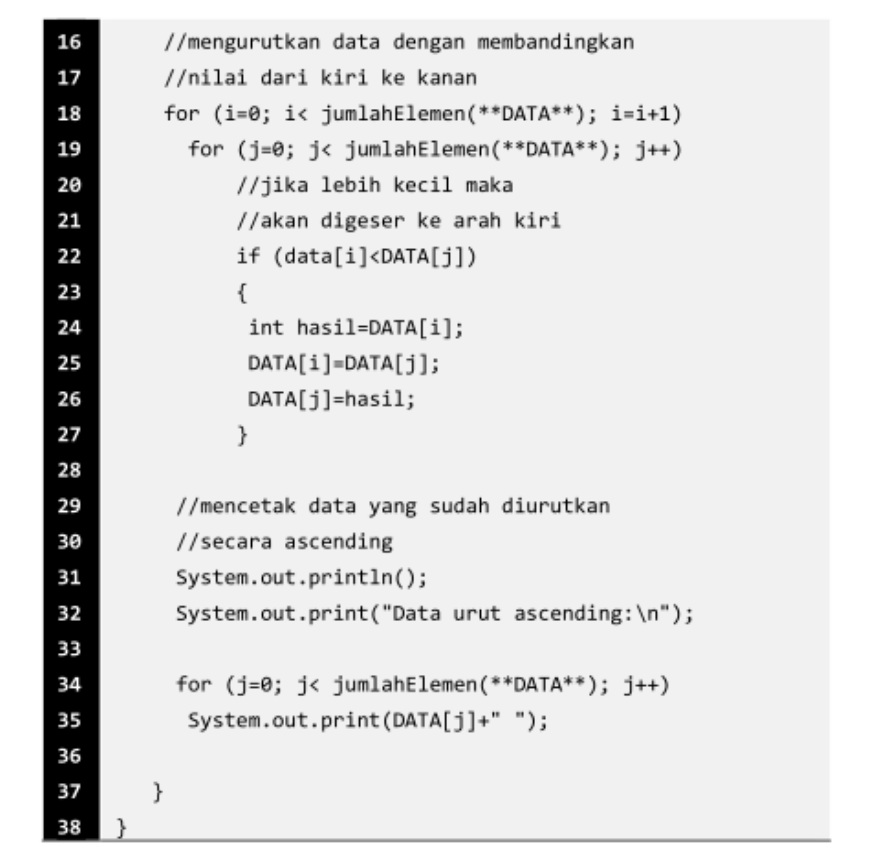 16 //mengurutkan data dengan membandingkan
17 //nilai dari kiri ke kanan
18 for (i=0; i< jumlahElemen(**DATA**); i=i+1)
19 for (j=0; j< jumlahElemen(**DATA**); j++)
20 //jika lebih kecil maka
21 //akan digeser ke arah kiri
22 if (data[i]<DATA[j])
23 {
24 int hasil=DATA[i];
25 DATA[i]=DATA[j];
26 DATA[j]=hasil;
27 }
28
29 //mencetak data yang sudah diurutkan
30 //secara ascending
31 System.out.println();
32 System.out.print("Data urut ascending:\n");
33
34 for (j=0; j< jumlahElemen(**DATA**); j++)
35 System.out.print(DATA[j]+" ");
36
37 }
38 }